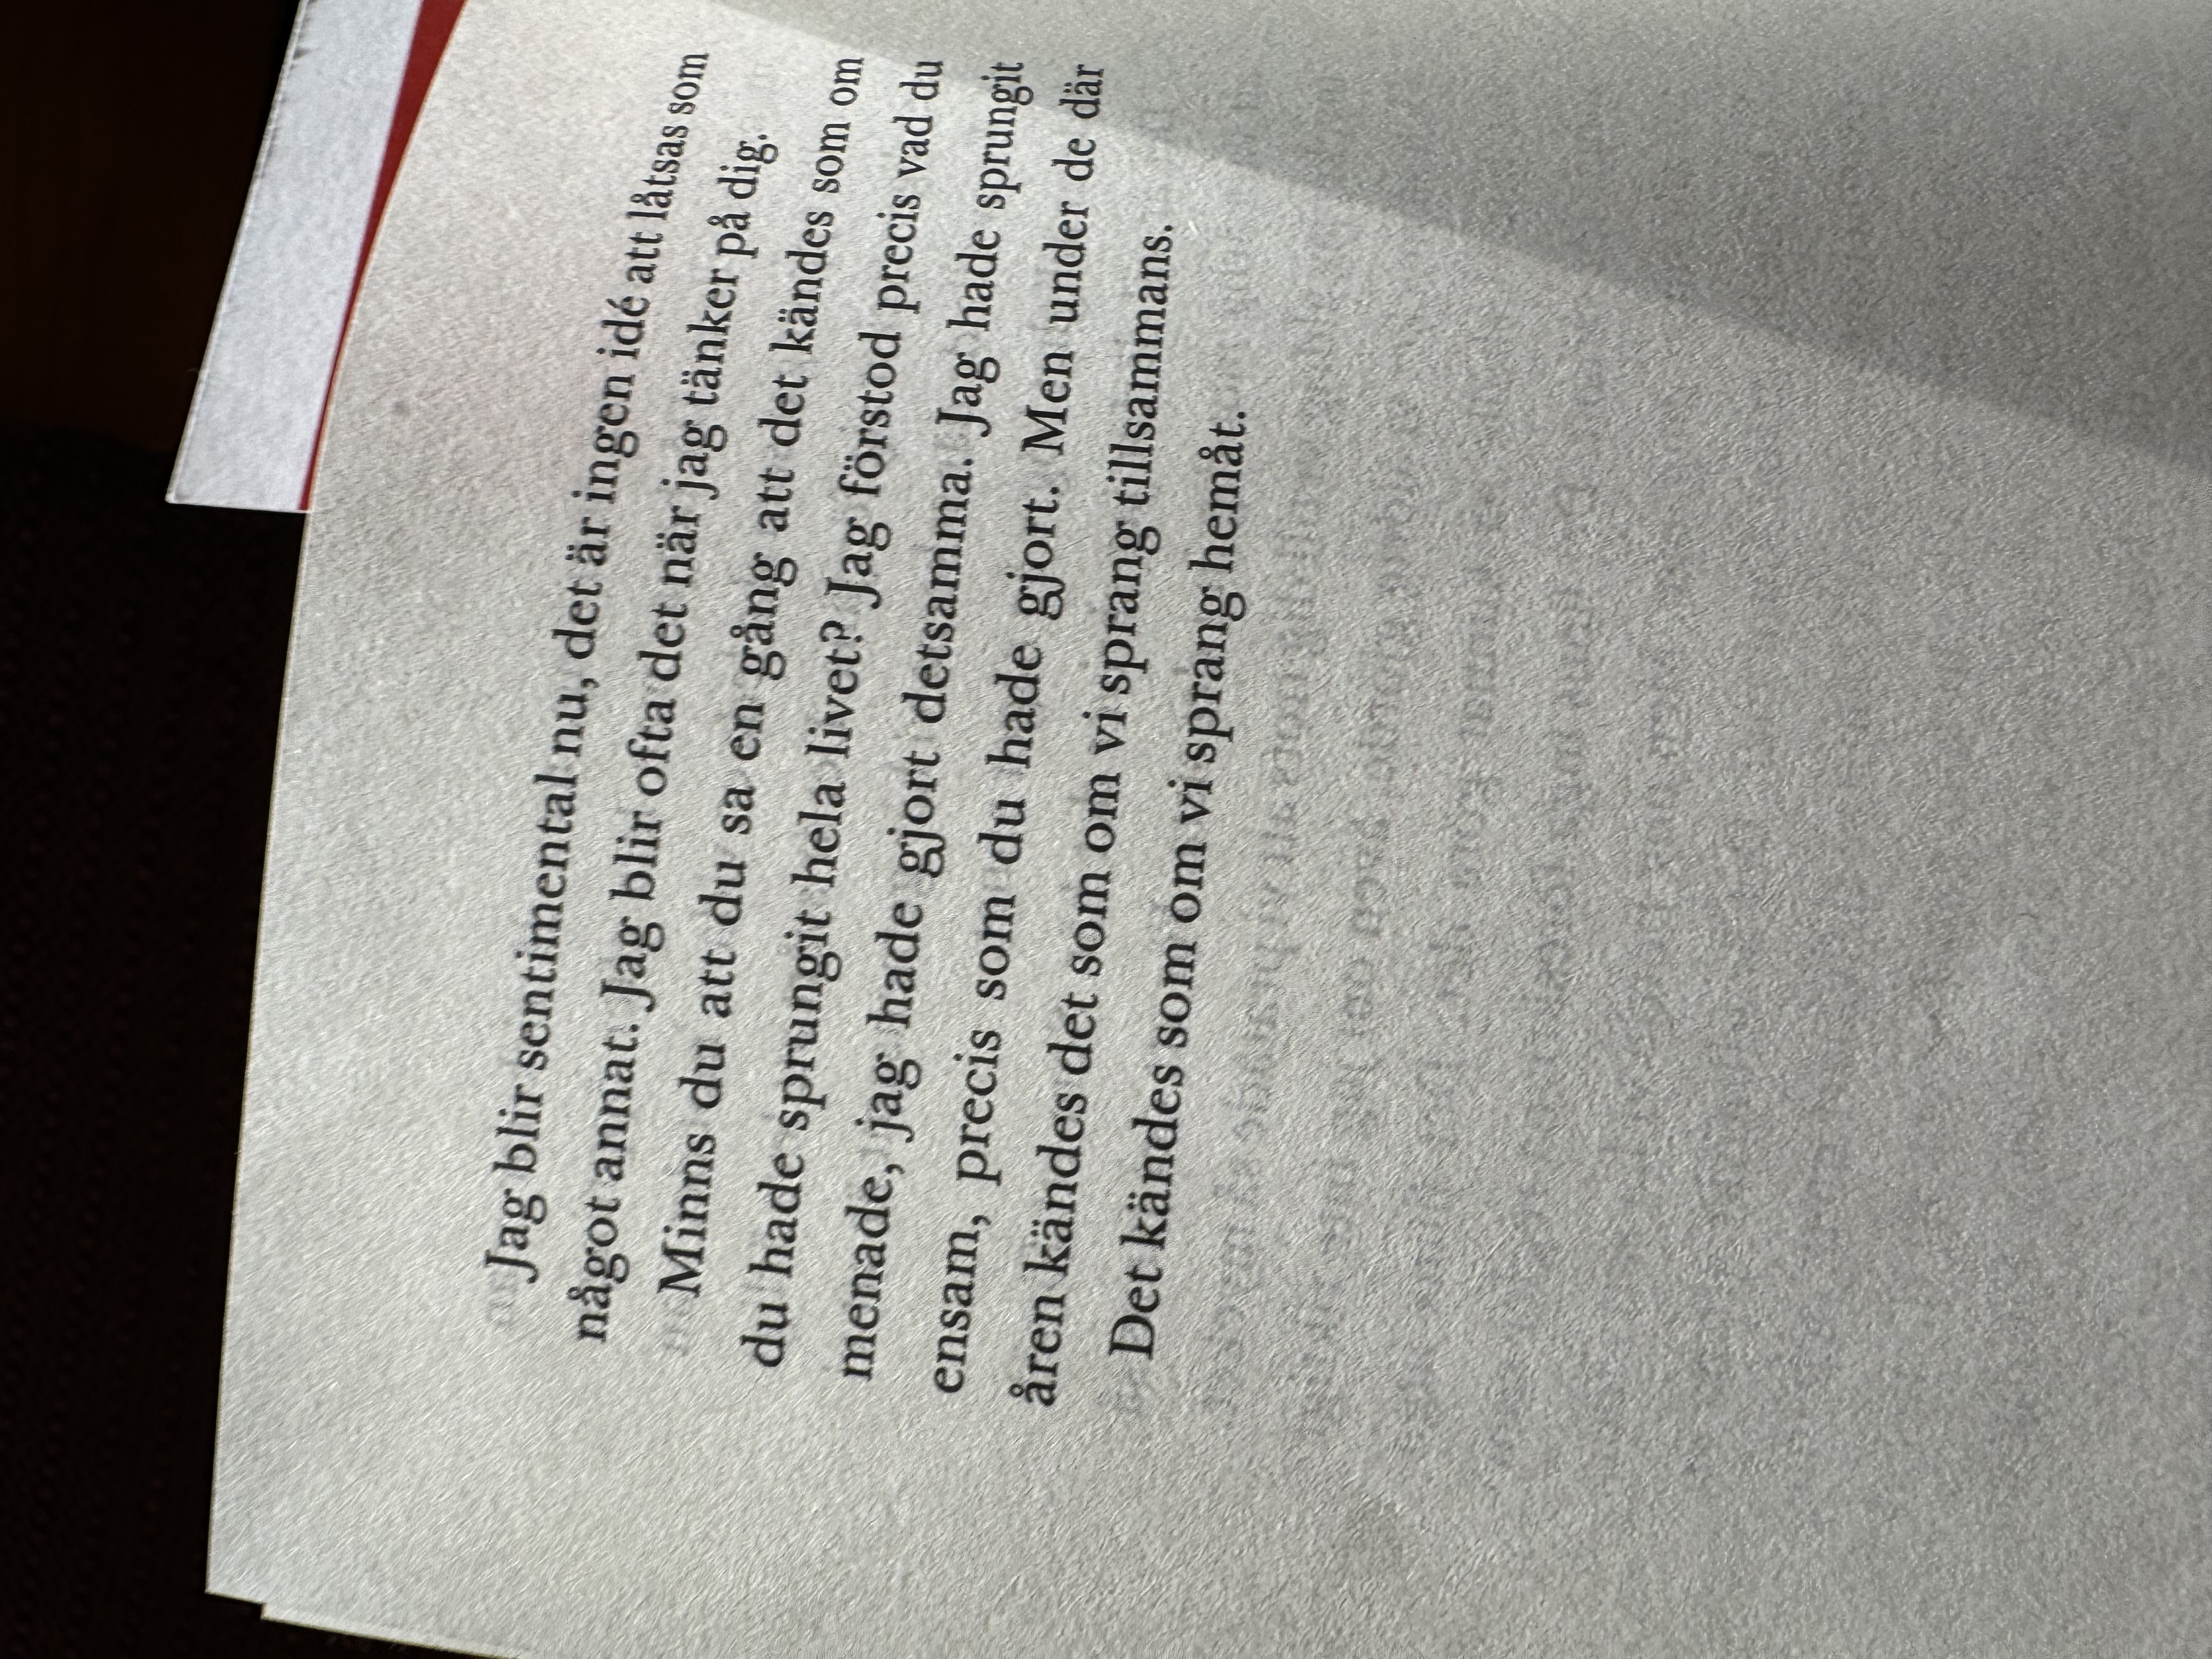 Jag blir sentimental nu, det är ingen idé att låtsas som
något annat. Jag blir ofta det när jag tänker på dig.
Minns du att du sa en gång att det kändes som om
du hade sprungit hela livet? Jag förstod precis vad du
menade, jag hade gjort detsamma. Jag hade sprungit
ensam, precis som du hade gjort. Men under de där
åren kändes det som om vi sprang tillsammans.
Det kändes som om vi sprang hemåt.